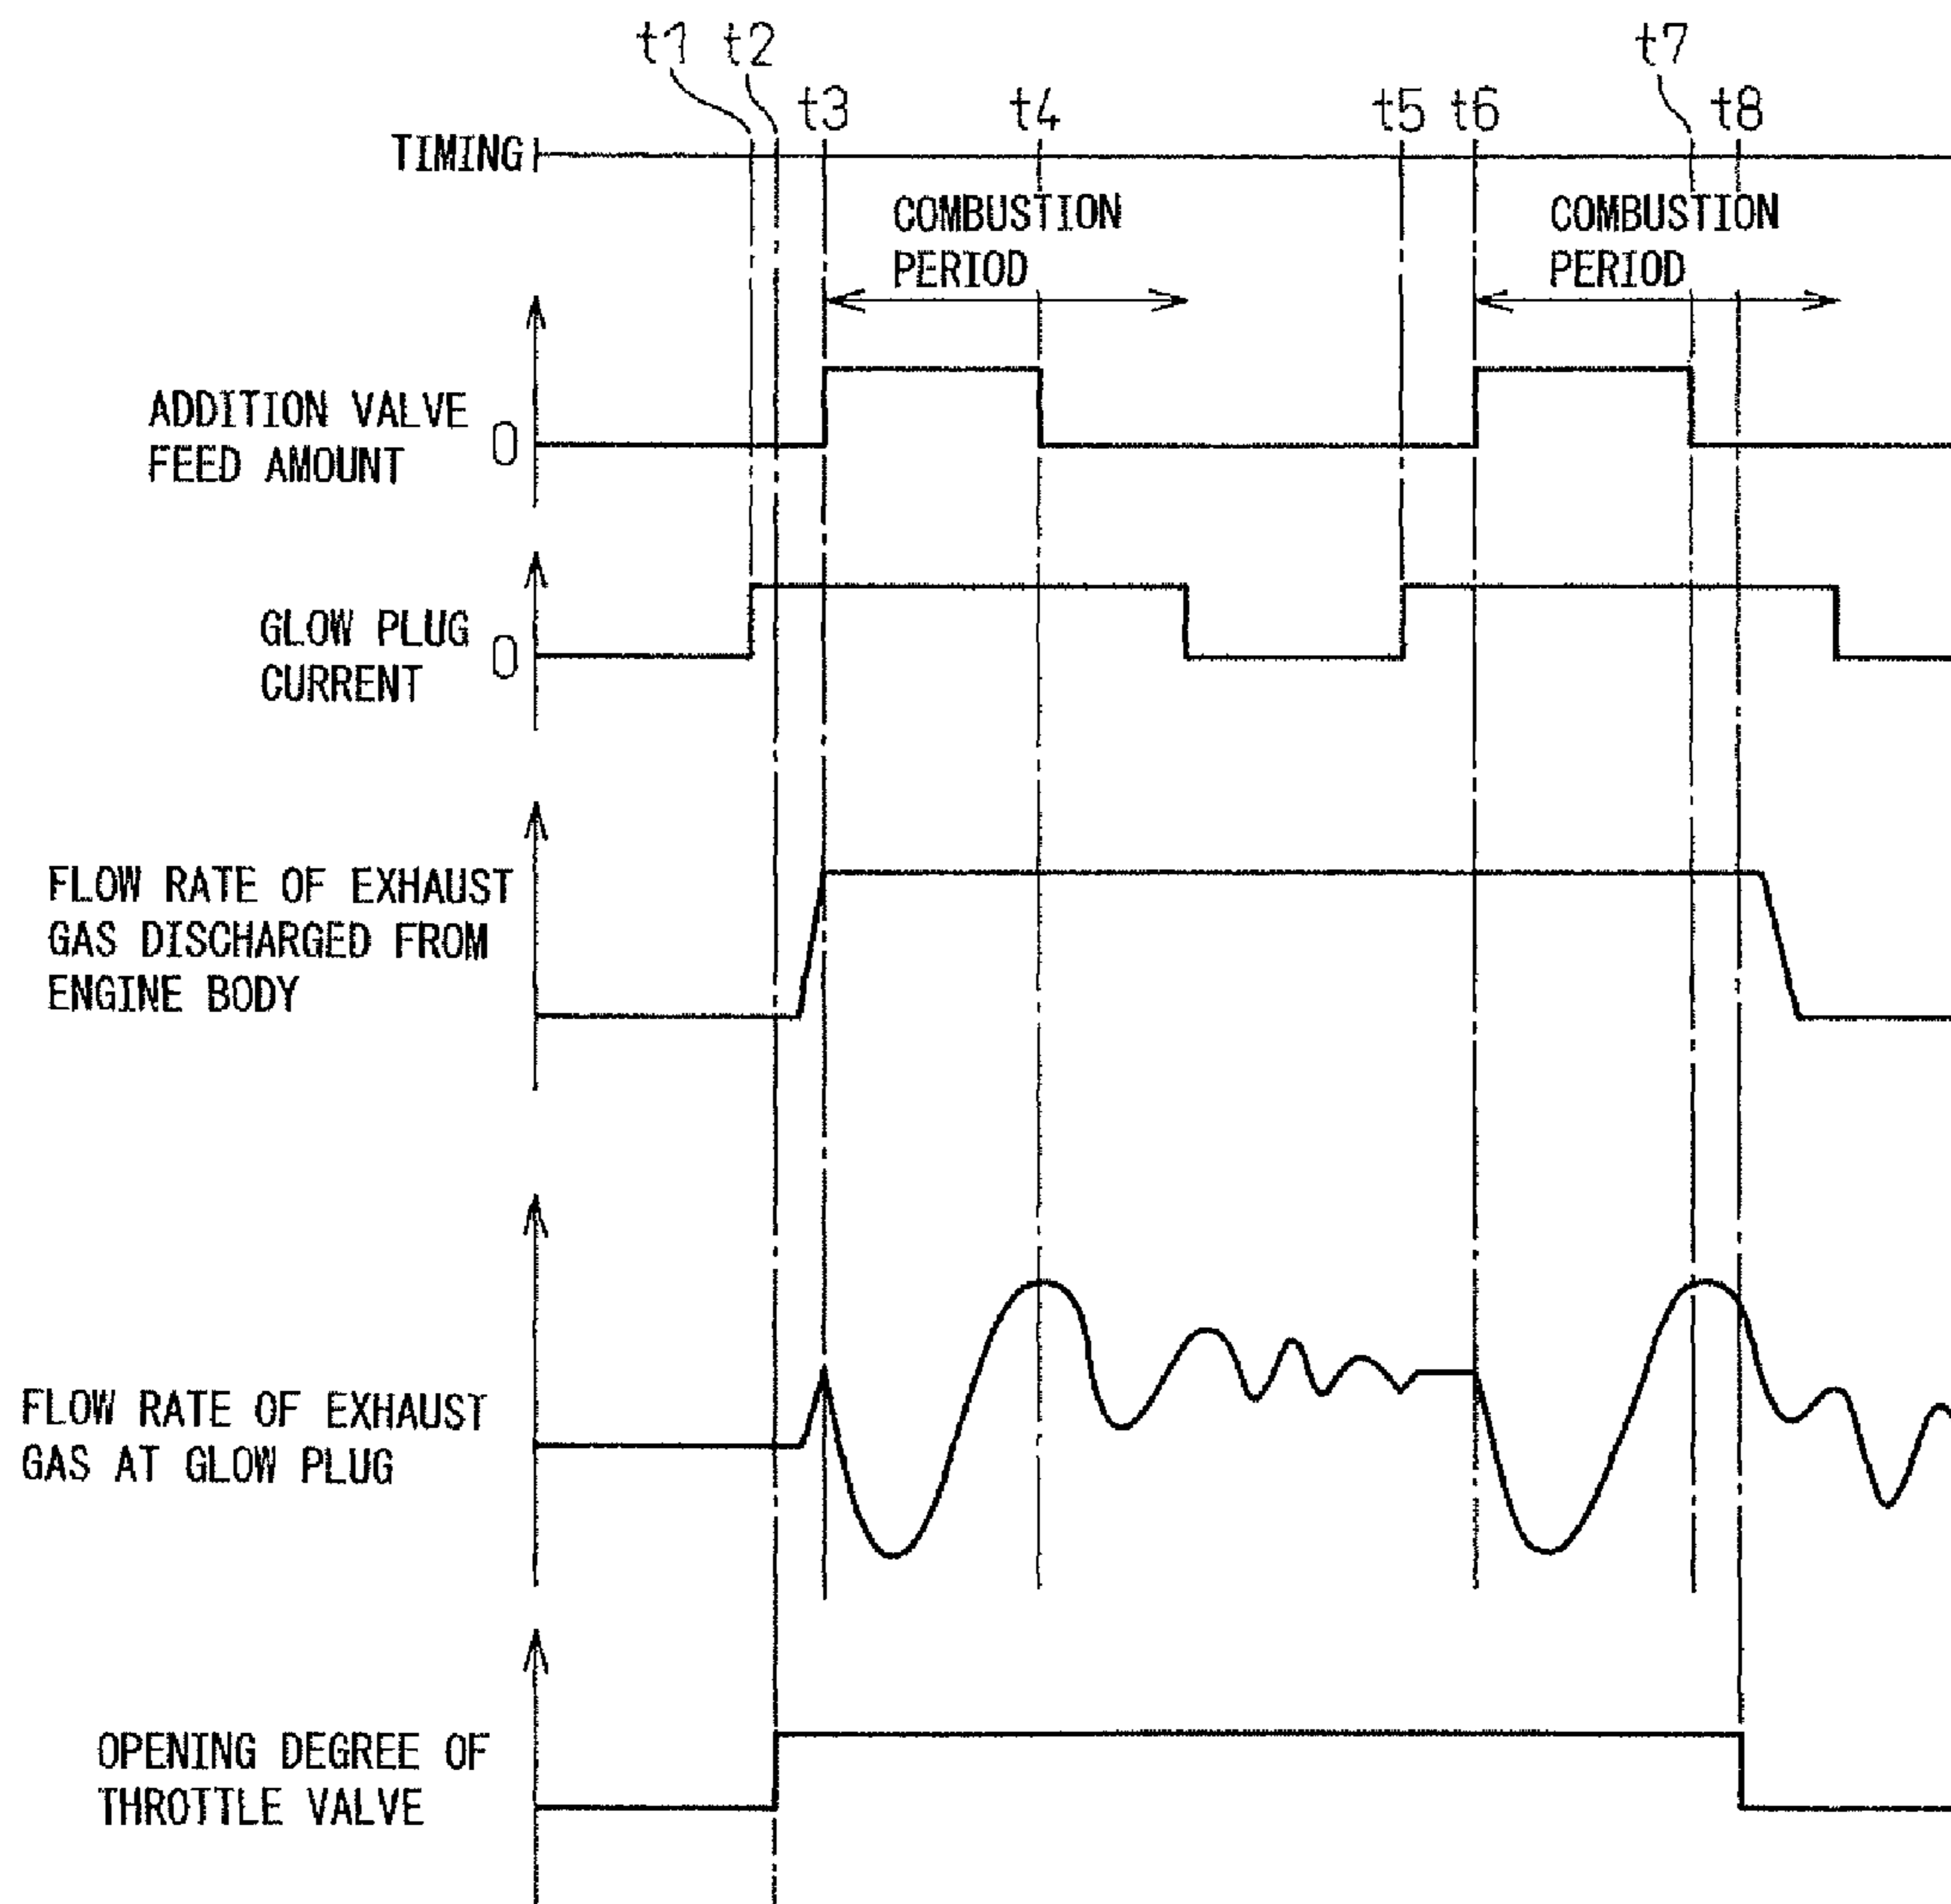 t1 t2 t7
t3 t4 t5 t6 t8
TIMING
COMBUSTION COMBUSTION
PERIOD PERIOD
ADDITION VALVE
FEED AMOUNT 0
GLOW PLUG
CURRENT 0
FLOW RATE OF EXHAUST
GAS DISCHARGED FROM
ENGINE BODY
FLOW RATE OF EXHAUST
GAS AT GLOW PLUG
OPENING DEGREE OF
THROTTLE VALVE